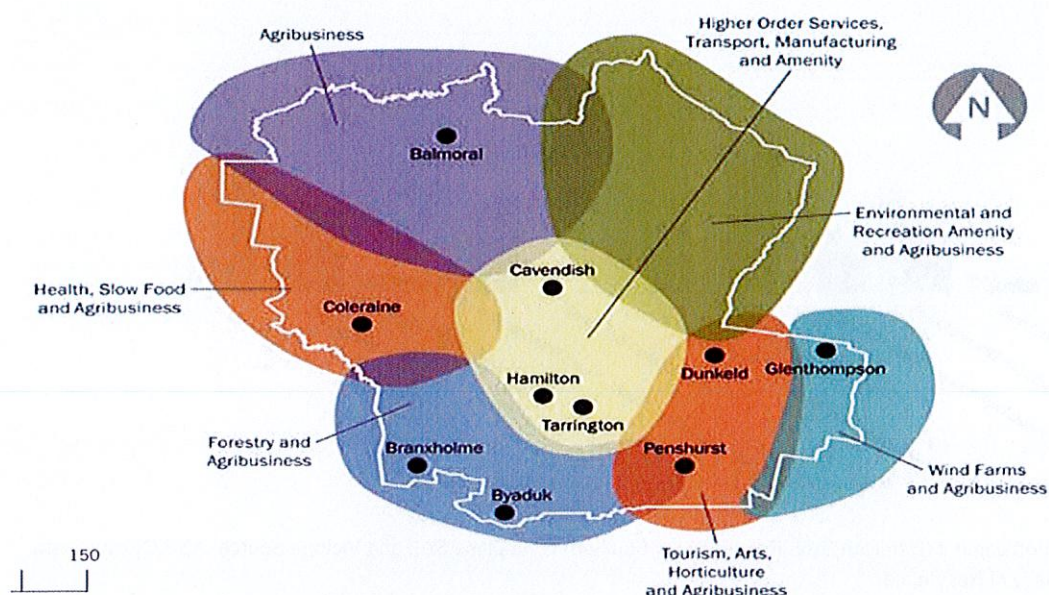 Agribusiness
Higher Order Services,
Transport, Manufacturing
and Amenity
N
Balmoral
Environmental and
Recreation Amenity
and Agribusiness
Cavendish
Health, Slow Food
and Agribusiness
Coleraine
Dunkeld
Glenthompson
Hamilton
Tarrington
Forestry and
Agribusiness
Branxholme
Penshurst
Wind Farms
and Agribusiness
Byaduk
150
Tourism, Arts,
Horticulture
and Agribusiness